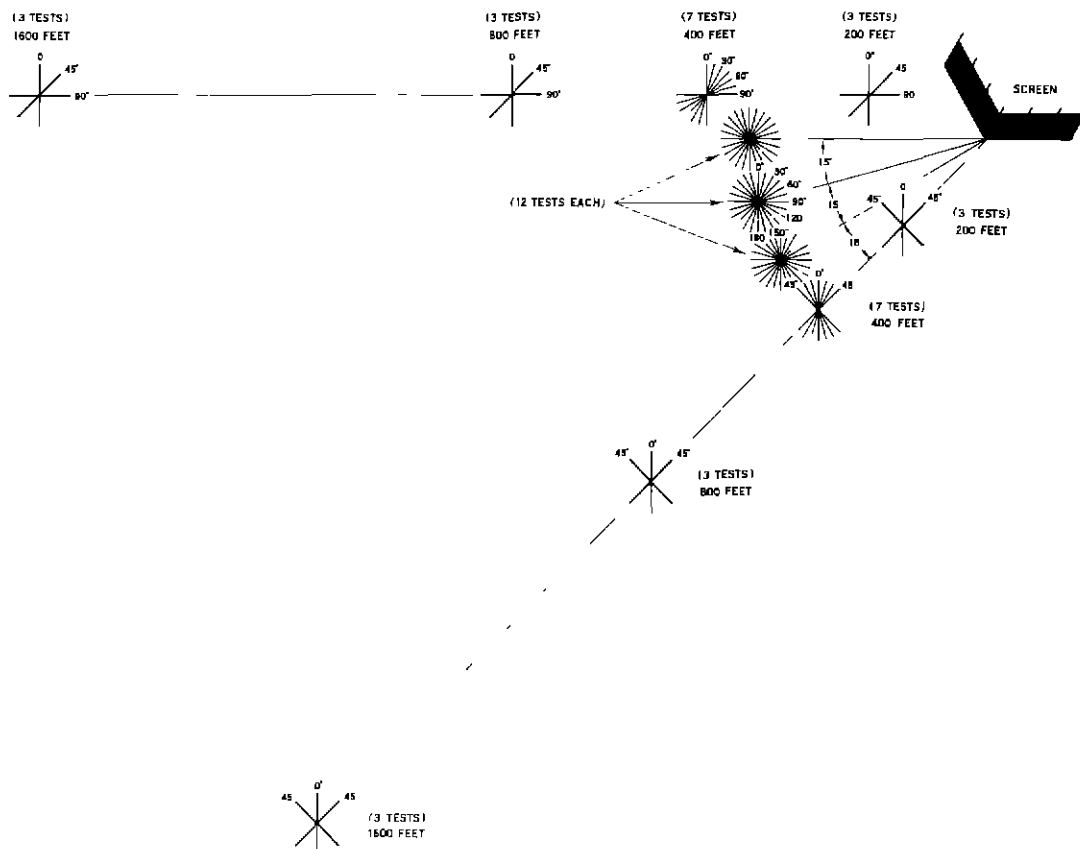 (3 TESTS)
1600 FEET
0
45°
90°
(3 TESTS)
800 FEET
0
45°
90°
(7 TESTS)
400 FEET
0°
30°
60°
90°
(3 TESTS)
200 FEET
0°
45
90
SCREEN
15°
15
(12 TESTS EACH)
0°
30°
60°
90°
120
150°
180
45°
0
45°
(3 TESTS)
200 FEET
45°
0°
45
(7 TESTS)
400 FEET
45°
0°
45°
(3 TESTS)
800 FEET
45
0°
45
(3 TESTS)
1600 FEET